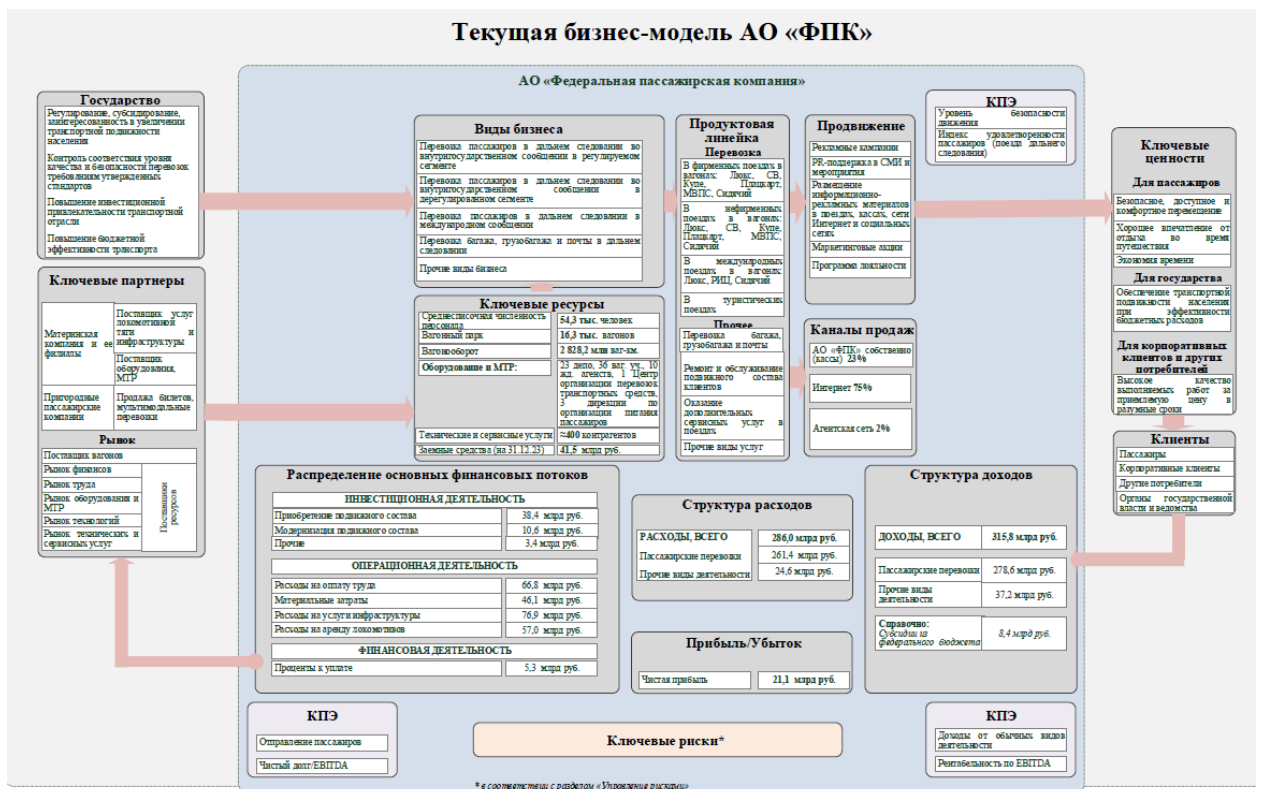 Текущая бизнес-модель АО «ФПК»
АО «Федеральная пассажирская компания»
Государство
Регулирование, субсидирование,
заинтересованность в увеличении
транспортной подвижности
населения
Контроль соответствия уровня
качества и безопасности перевозок
требованиям утвержденных
стандартов
Повышение инвестиционной
привлекательности транспортной
отрасли
Повышение бюджетной
эффективности транспорта
Ключевые партнеры
Материнская
компания и ее
филиалы
Поставщик услуг
локомотивной
тяги и
инфраструктуры
Поставщик
оборудования,
МТР
Пригородные
пассажирские
компании
Продажа билетов,
мультимодальные
перевозки
Рынок
Поставщик вагонов
Рынок финансов
Рынок труда
Рынок оборудования и
МТР
Рынок технологий
Рынок технических и
сервисных услуг
Поставщики
ресурсов
Виды бизнеса
Перевозка пассажиров в дальнем следовании во
внутригосударственном сообщении в регулируемом
сегменте
Перевозка пассажиров в дальнем следовании во
внутригосударственном сообщении в
дерегулированном сегменте
Перевозка пассажиров в дальнем следовании в
международном сообщении
Перевозка багажа, грузобагажа и почты в дальнем
следовании
Прочие виды бизнеса
Ключевые ресурсы
Среднесписочная численность
персонала
54,3 тыс. человек
Вагонный парк
16,3 тыс. вагонов
Вагонооборот
2 828,2 млн ваг-км.
Оборудование и МТР:
23 депо, 36 ваг. уч., 10
жд. агенств, 1 Центр
организации перевозок
транспортных средств,
3 дирекции по
организации питания
пассажиров
Технические и сервисные услуги
≈400 контрагентов
Заемные средства (на 31.12.23)
41,5 млрд руб.
Продуктовая
линейка
Перевозка
В фирменных поездах в
вагонах: Люкс, СВ,
Купе, Плацкарт,
МВПС, Сидячий
В нефирменных
поездах в вагонах:
Люкс, СВ, Купе,
Плацкарт, МВПС,
Сидячий
В международных
поездах в вагонах:
Люкс, РИЦ, Сидячий
В туристических
поездах
Прочее
Перевозка багажа,
грузобагажа и почты
Ремонт и обслуживание
подвижного состава
клиентов
Оказание
дополнительных
сервисных услуг в
поездах
Прочие виды услуг
Продвижение
Рекламные кампании
PR-поддержка в СМИ и
мероприятия
Размещение
информационно-
рекламных материалов
в поездах, кассах, сети
Интернет и социальных
сетях
Маркетинговые акции
Программа лояльности
Каналы продаж
АО «ФПК» собственно
(кассы) 23%
Интернет 75%
Агентская сеть 2%
КПЭ
Уровень безопасности
движения
Индекс удовлетворенности
пассажиров (поезда дальнего
следования)
Ключевые
ценности
Для пассажиров
Безопасное, доступное и
комфортное перемещение
Хорошее впечатление от
отдыха во время
путешествия
Экономия времени
Для государства
Обеспечение транспортной
подвижности населения
при эффективности
бюджетных расходов
Для корпоративных
клиентов и других
потребителей
Высокое качество
выполняемых работ за
приемлемую цену в
разумные сроки
Клиенты
Пассажиры
Корпоративные клиенты
Другие потребители
Органы государственной
власти и ведомства
Распределение основных финансовых потоков
ИНВЕСТИЦИОННАЯ ДЕЯТЕЛЬНОСТЬ
Приобретение подвижного состава 38,4 млрд руб.
Модернизация подвижного состава 10,6 млрд руб.
Прочие 3,4 млрд руб.
ОПЕРАЦИОННАЯ ДЕЯТЕЛЬНОСТЬ
Расходы на оплату труда 66,8 млрд руб.
Материальные затраты 46,1 млрд руб.
Расходы на услуги инфраструктуры 76,9 млрд руб.
Расходы на аренду локомотивов 57,0 млрд руб.
ФИНАНСОВАЯ ДЕЯТЕЛЬНОСТЬ
Проценты к уплате 5,3 млрд руб.
Структура расходов
РАСХОДЫ, ВСЕГО 286,0 млрд руб.
Пассажирские перевозки 261,4 млрд руб.
Прочие виды деятельности 24,6 млрд руб.
Прибыль/Убыток
Чистая прибыль 21,1 млрд руб.
Структура доходов
ДОХОДЫ, ВСЕГО 315,8 млрд руб.
Пассажирские перевозки 278,6 млрд руб.
Прочие виды
деятельности
37,2 млрд руб.
Справочно:
Субсидии из
федерального бюджета
8,4 млрд руб.
КПЭ
Отправление пассажиров
Чистый долг/EBITDA
Ключевые риски*
КПЭ
Доходы от обычных видов
деятельности
Рентабельность по EBITDA
* в соответствии с разделом «Управление рисками»